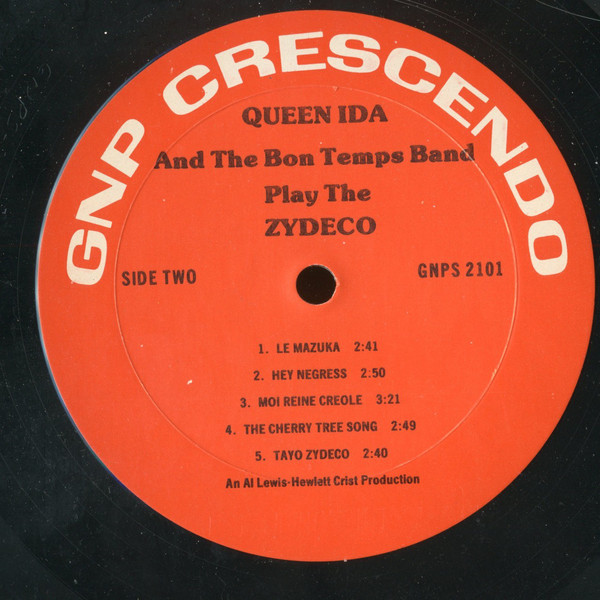 GNP CRESCENDO
QUEEN IDA
And The Bon Temps Band
Play The
ZYDECO
SIDE TWO
GNPS 2101
1. LE MAZUKA 2:41
2. HEY NEGRESS 2:50
3. MOI REINE CREOLE 3:21
4. THE CHERRY TREE SONG 2:49
5. TAYO ZYDECO 2:40
An Al Lewis-Hewlett Crist Production